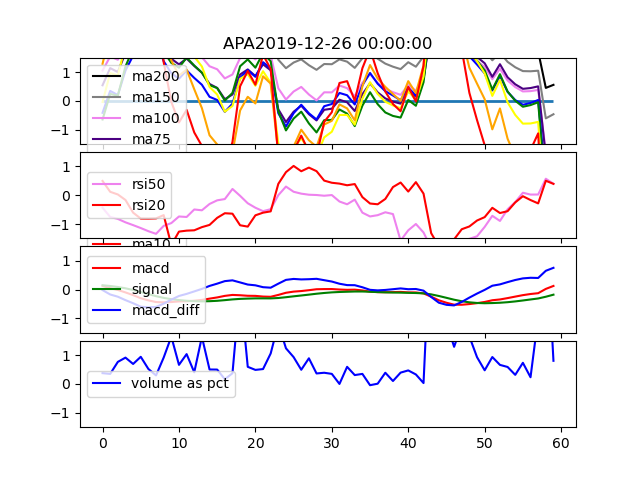 APA2019-12-26 00:00:00
1
0
−1
ma200
ma150
ma100
ma75
1
0
−1
rsi50
rsi20
ma10
1
0
−1
macd
signal
macd_diff
1
0
−1
volume as pct
0 10 20 30 40 50 60